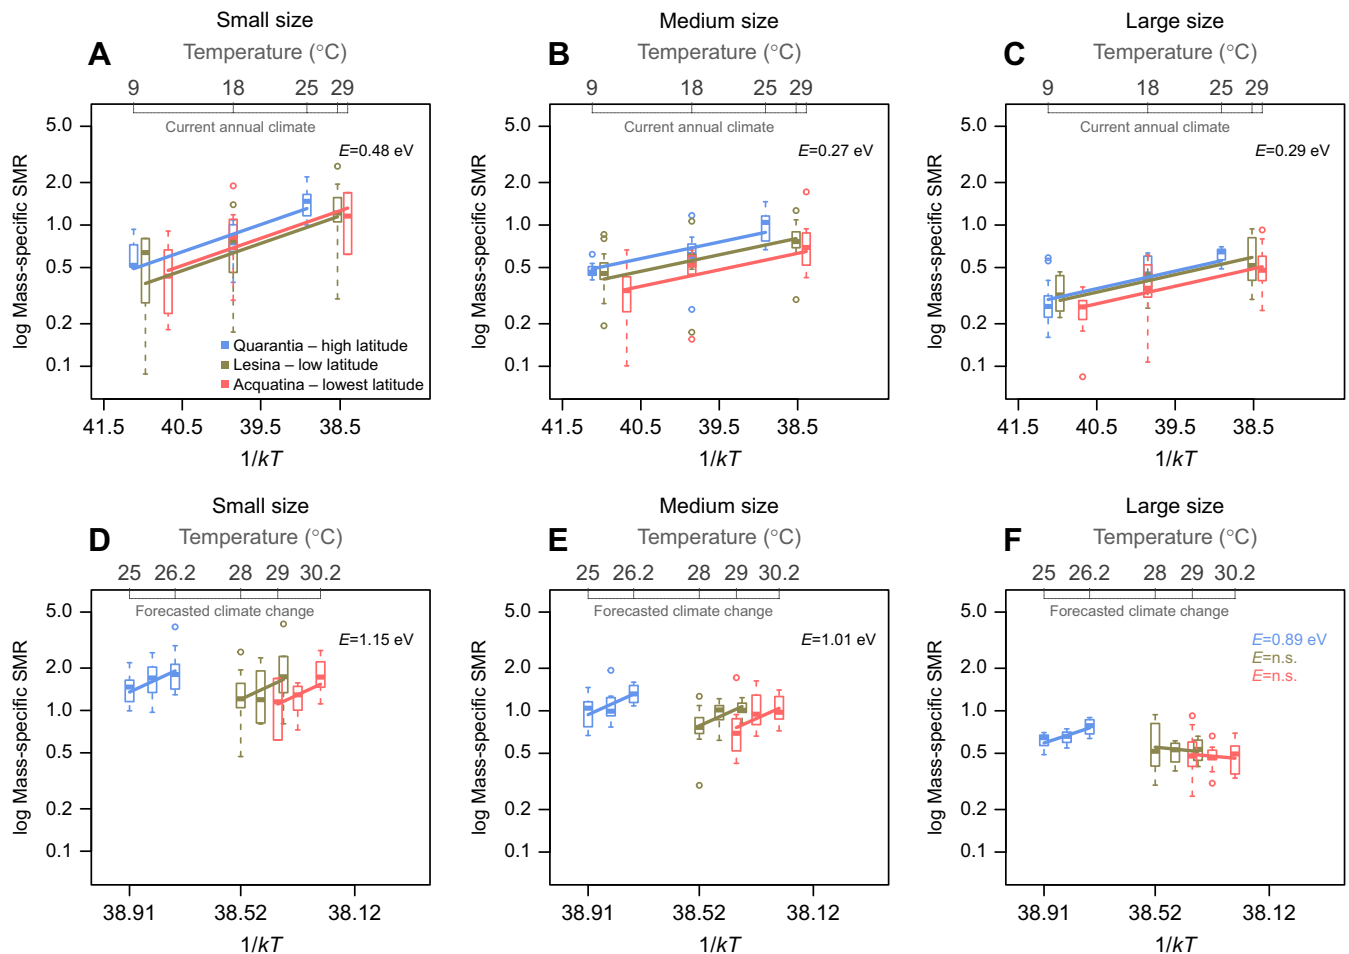 Small size
Medium size
Large size
A
Temperature (°C)
B
Temperature (°C)
C
Temperature (°C)
9 18 25 29
9 18 25 29
9 18 25 29
Current annual climate
Current annual climate
Current annual climate
E=0.48 eV
E=0.27 eV
E=0.29 eV
log Mass-specific SMR
log Mass-specific SMR
log Mass-specific SMR
5.0
2.0
1.0
0.5
0.2
0.1
5.0
2.0
1.0
0.5
0.2
0.1
5.0
2.0
1.0
0.5
0.2
0.1
Quarantia – high latitude
Lesina – low latitude
Acquatina – lowest latitude
41.5 40.5 39.5 38.5
41.5 40.5 39.5 38.5
41.5 40.5 39.5 38.5
1/kT
1/kT
1/kT
Small size
Medium size
Large size
D
Temperature (°C)
E
Temperature (°C)
F
Temperature (°C)
25 26.2 28 29 30.2
25 26.2 28 29 30.2
25 26.2 28 29 30.2
Forecasted climate change
Forecasted climate change
Forecasted climate change
E=1.15 eV
E=1.01 eV
E=0.89 eV
E=n.s.
E=n.s.
log Mass-specific SMR
log Mass-specific SMR
log Mass-specific SMR
5.0
2.0
1.0
0.5
0.2
0.1
5.0
2.0
1.0
0.5
0.2
0.1
5.0
2.0
1.0
0.5
0.2
0.1
38.91 38.52 38.12
38.91 38.52 38.12
38.91 38.52 38.12
1/kT
1/kT
1/kT